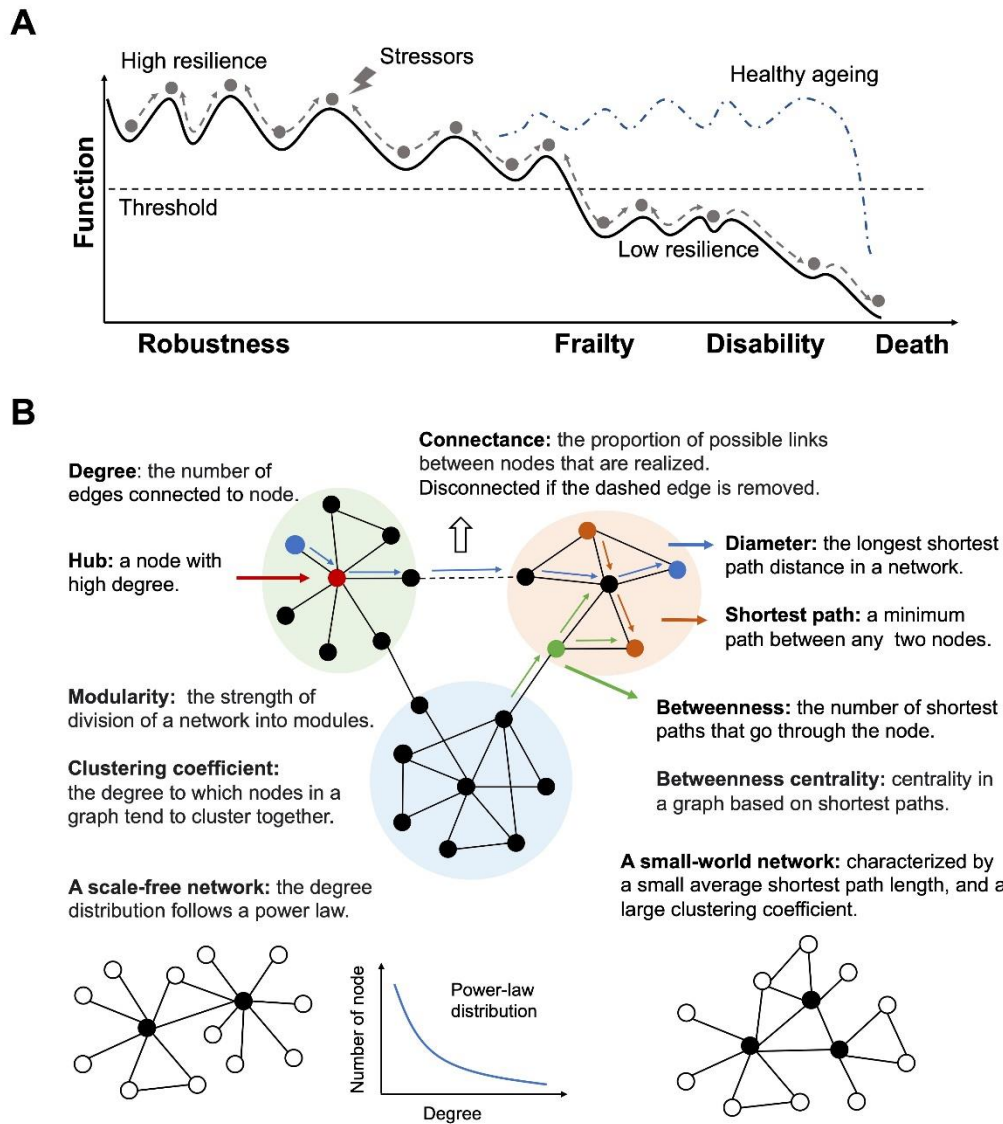 A
High resilience
Stressors
Healthy ageing
Function
Threshold
Low resilience
Robustness
Frailty
Disability
Death
B
Degree: the number of
edges connected to node.
Connectance: the proportion of possible links
between nodes that are realized.
Disconnected if the dashed edge is removed.
Hub: a node with
high degree.
Diameter: the longest shortest
path distance in a network.
Shortest path: a minimum
path between any two nodes.
Modularity: the strength of
division of a network into modules.
Betweenness: the number of shortest
paths that go through the node.
Clustering coefficient:
the degree to which nodes in a
graph tend to cluster together.
Betweenness centrality: centrality in
a graph based on shortest paths.
A scale-free network: the degree
distribution follows a power law.
A small-world network: characterized by
a small average shortest path length, and a
large clustering coefficient.
Number of node
Power-law
distribution
Degree